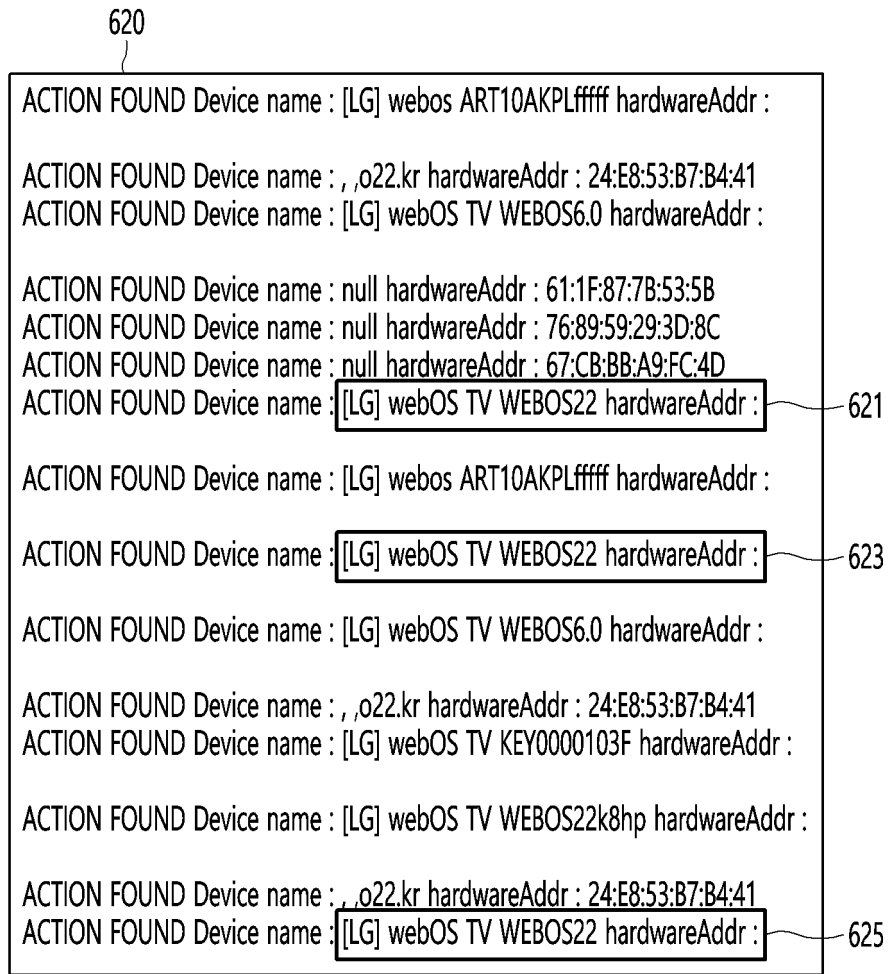 620
ACTION FOUND Device name : [LG] webos ART10AKPLfffff hardwareAddr :
ACTION FOUND Device name : , ,o22.kr hardwareAddr : 24:E8:53:B7:B4:41
ACTION FOUND Device name : [LG] webOS TV WEBOS6.0 hardwareAddr :
ACTION FOUND Device name : null hardwareAddr : 61:1F:87:7B:53:5B
ACTION FOUND Device name : null hardwareAddr : 76:89:59:29:3D:8C
ACTION FOUND Device name : null hardwareAddr : 67:CB:BB:A9:FC:4D
ACTION FOUND Device name : [LG] webOS TV WEBOS22 hardwareAddr : 621
ACTION FOUND Device name : [LG] webos ART10AKPLfffff hardwareAddr :
ACTION FOUND Device name : [LG] webOS TV WEBOS22 hardwareAddr : 623
ACTION FOUND Device name : [LG] webOS TV WEBOS6.0 hardwareAddr :
ACTION FOUND Device name : , ,o22.kr hardwareAddr : 24:E8:53:B7:B4:41
ACTION FOUND Device name : [LG] webOS TV KEY0000103F hardwareAddr :
ACTION FOUND Device name : [LG] webOS TV WEBOS22k8hp hardwareAddr :
ACTION FOUND Device name : , ,o22.kr hardwareAddr : 24:E8:53:B7:B4:41
ACTION FOUND Device name : [LG] webOS TV WEBOS22 hardwareAddr : 625